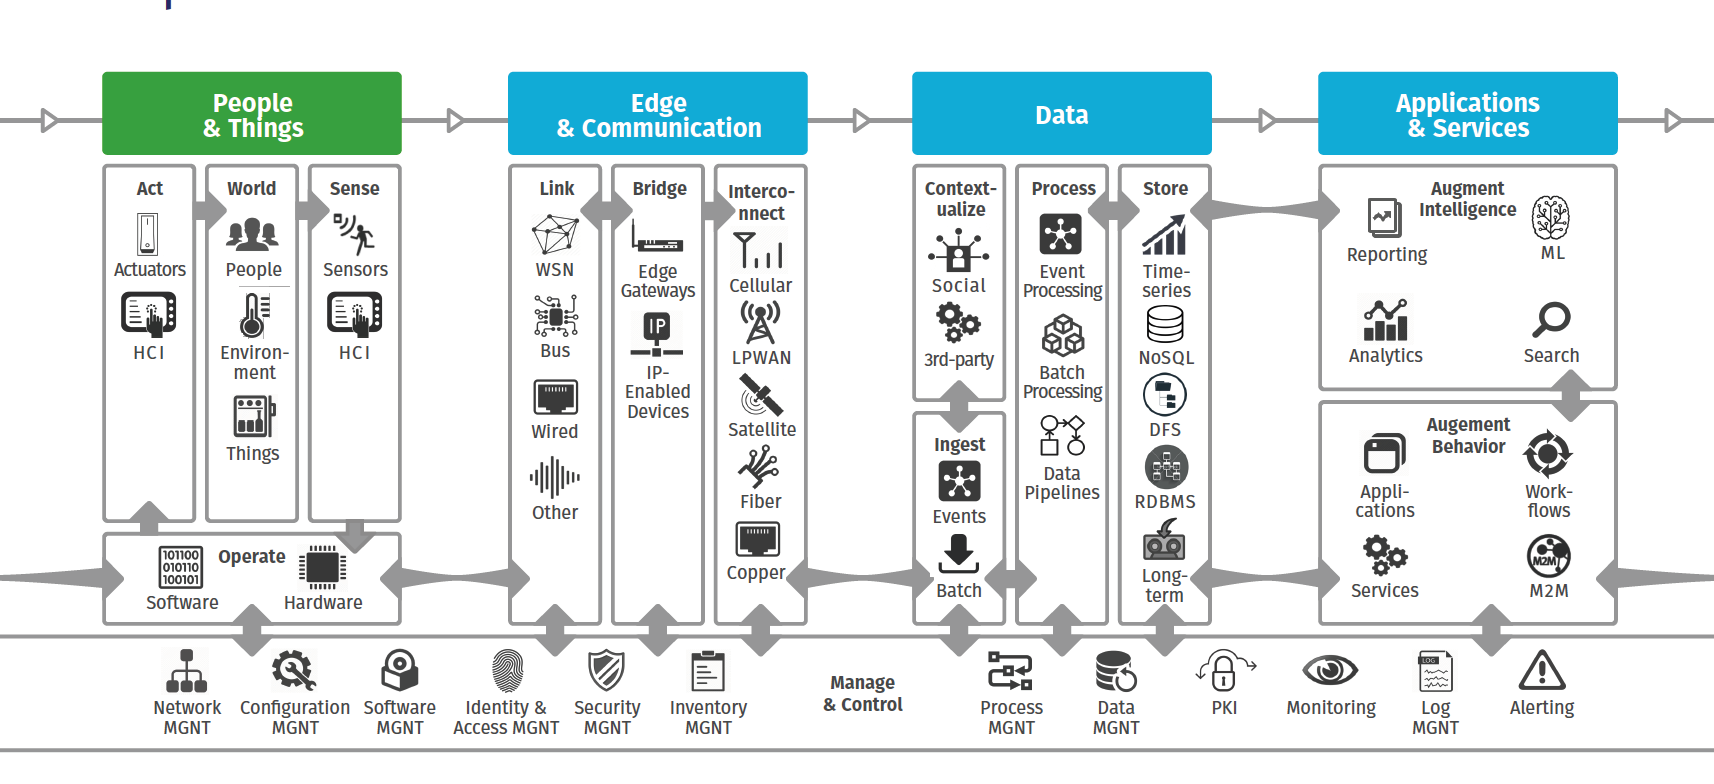 People
& Things
Edge
& Communication
Data
Applications
& Services
Act
Actuators
HCI
World
People
Environ-
ment
Things
Sense
Sensors
HCI
Operate
101100
010110
100101
Software
Hardware
Link
WSN
Bus
Wired
Other
Bridge
Edge
Gateways
IP
IP-
Enabled
Devices
Interco-
nnect
Cellular
LPWAN
Satellite
Fiber
Copper
Context-
ualize
Social
3rd-party
Ingest
Events
Batch
Process
Event
Processing
Batch
Processing
Data
Pipelines
Store
Time-
series
NoSQL
DFS
RDBMS
Long-
term
Augment
Intelligence
Reporting
ML
Analytics
Search
Augement
Behavior
Appli-
cations
Work-
flows
Services
M2M
M2M
Network
MGNT
Configuration
MGNT
Software
MGNT
Identity &
Access MGNT
Security
MGNT
Inventory
MGNT
Manage
& Control
Process
MGNT
Data
MGNT
PKI
Monitoring
LOG
Log
MGNT
Alerting